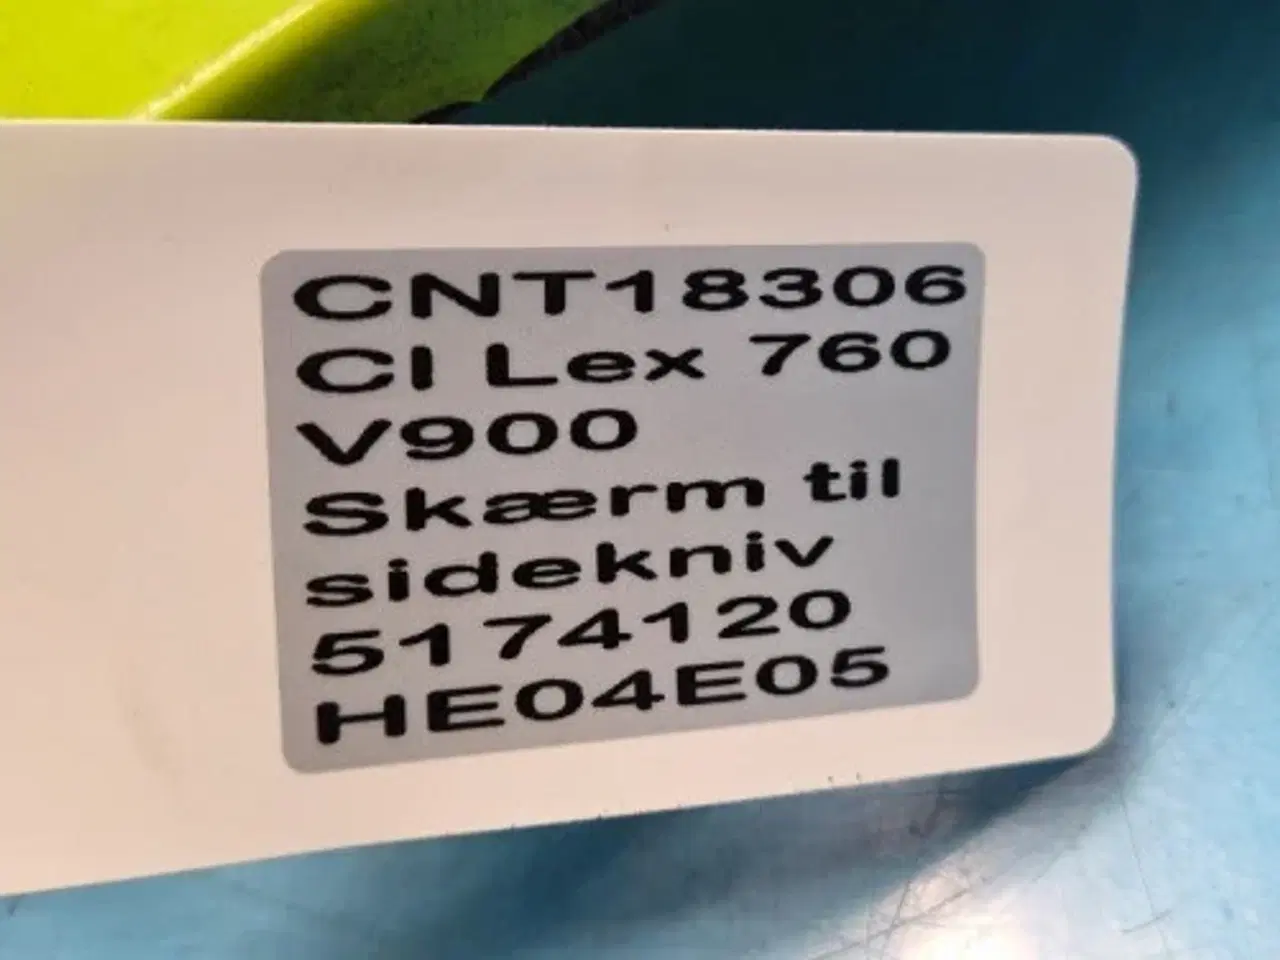 CNT18306
Cl Lex 760
V900
Skærm til
sidekniv
5174120
HE04E05